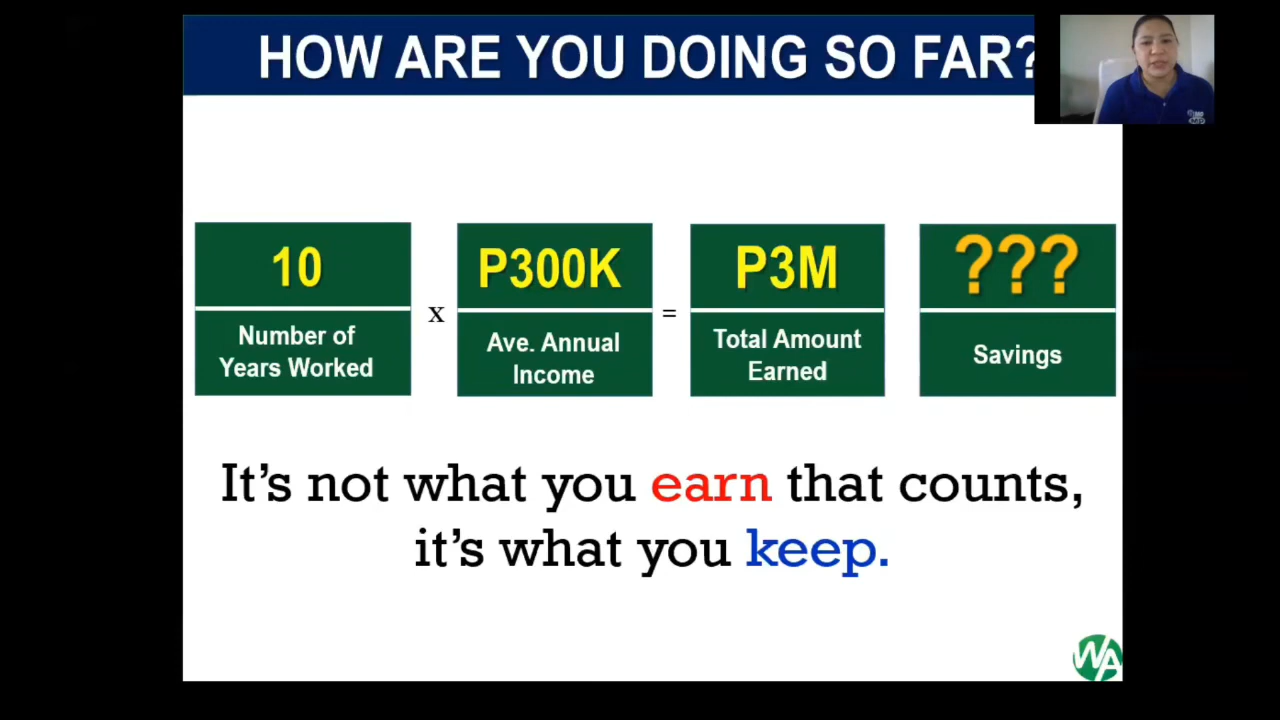 HOW ARE YOU DOING SO FAR?
10
Number of
Years Worked
x
P300K
Ave. Annual
Income
=
P3M
Total Amount
Earned
???
Savings
It's not what you earn that counts,
it's what you keep.
WA